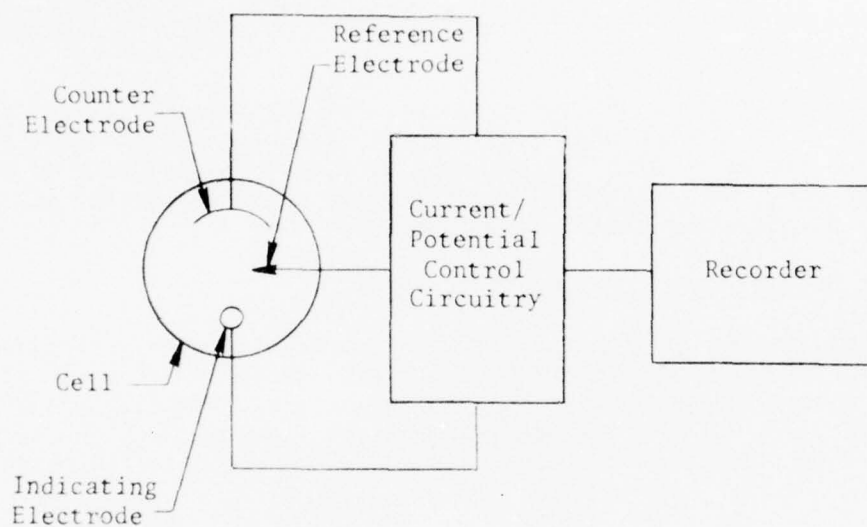 Reference
Electrode
Counter
Electrode
Current/
Potential
Control
Circuitry
Recorder
Cell
Indicating
Electrode